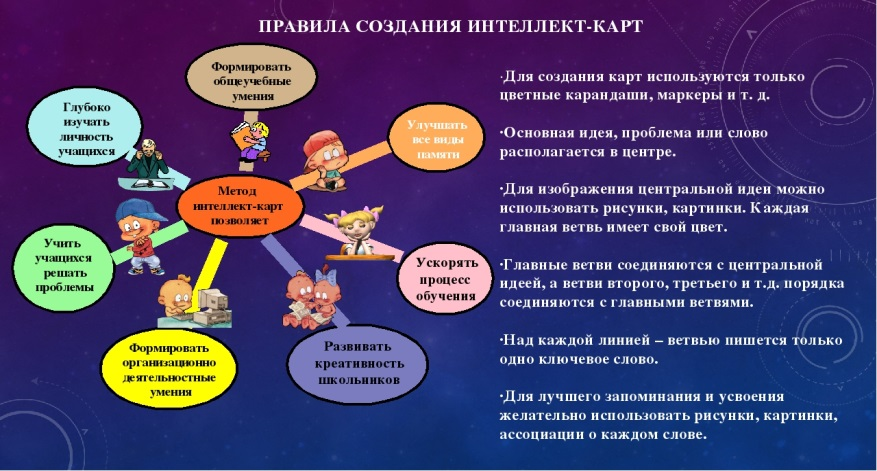 ПРАВИЛА СОЗДАНИЯ ИНТЕЛЛЕКТ-КАРТ
Формировать
общеучебные
умения
Глубоко
изучать
личность
учащихся
Улучшать
все виды
памяти
Метод
интеллект-карт
позволяет
Учить
учащихся
решать
проблемы
Ускорять
процесс
обучения
Формировать
организационно
деятельностные
умения
Развивать
креативность
школьников
·Для создания карт используются только
цветные карандаши, маркеры и т. д.
·Основная идея, проблема или слово
располагается в центре.
·Для изображения центральной идеи можно
использовать рисунки, картинки. Каждая
главная ветвь имеет свой цвет.
·Главные ветви соединяются с центральной
идеей, а ветви второго, третьего и т.д. порядка
соединяются с главными ветвями.
·Над каждой линией – ветвью пишется только
одно ключевое слово.
·Для лучшего запоминания и усвоения
желательно использовать рисунки, картинки,
ассоциации о каждом слове.